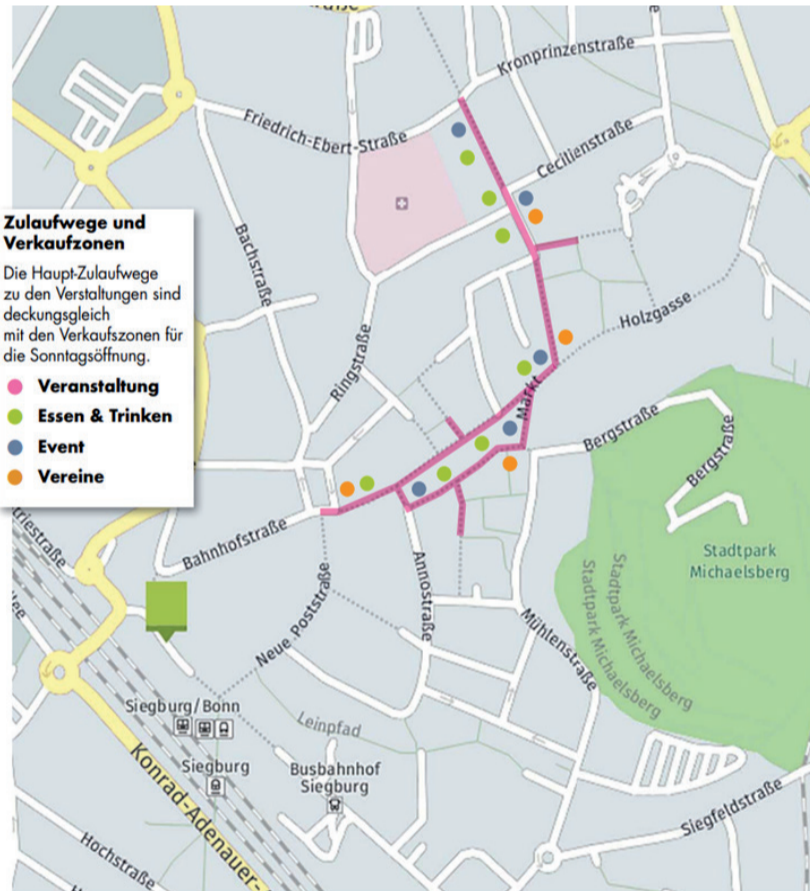 Kronprinzenstraße
Friedrich-Ebert-Straße
Cecilienstraße
Zulaufwege und
Verkaufzonen
Die Haupt-Zulaufwege
zu den Verstaltungen sind
deckungsgleich
mit den Verkaufszonen für
die Sonntagsöffnung.
Veranstaltung
Essen & Trinken
Event
Vereine
Bachstraße
Ringstraße
Holzgasse
Markt
Bergstraße
Bergstraße
Bahnhofstraße
Annostraße
Neue Poststraße
Mühlenstraße
Stadtpark
Michaelsberg
Stadtpark Michaelsberg
Stadtpark Michaelsberg
Siegburg/Bonn
Leinpfad
Siegburg
Busbahnhof
Siegburg
Konrad-Adenauer-
Siegfeldstraße
Hochstraße